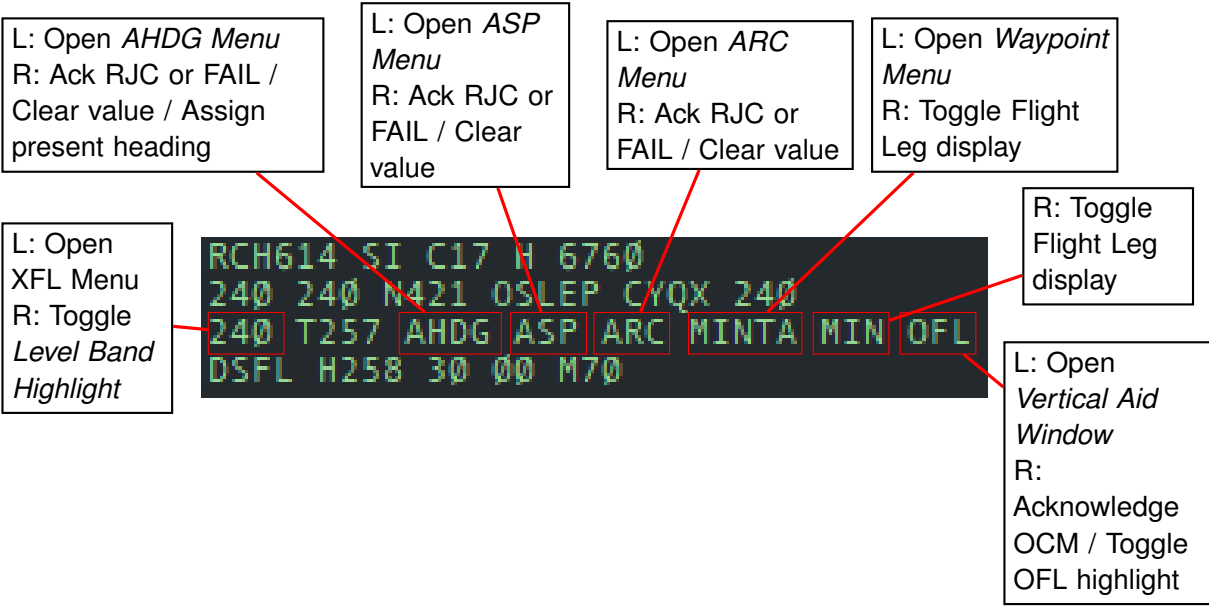 L: Open AHDG Menu
R: Ack RJC or FAIL /
Clear value / Assign
present heading
L: Open ASP
Menu
R: Ack RJC or
FAIL / Clear
value
L: Open ARC
Menu
R: Ack RJC or
FAIL / Clear value
L: Open Waypoint
Menu
R: Toggle Flight
Leg display
L: Open
XFL Menu
R: Toggle
Level Band
Highlight
R: Toggle
Flight Leg
display
RCH614 SI C17 H 6760
240 240 N421 OSLEP CYQX 240
240 T257 AHDG ASP ARC MINTA MIN OFL
DSFL H258 30 00 M70
L: Open
Vertical Aid
Window
R:
Acknowledge
OCM / Toggle
OFL highlight